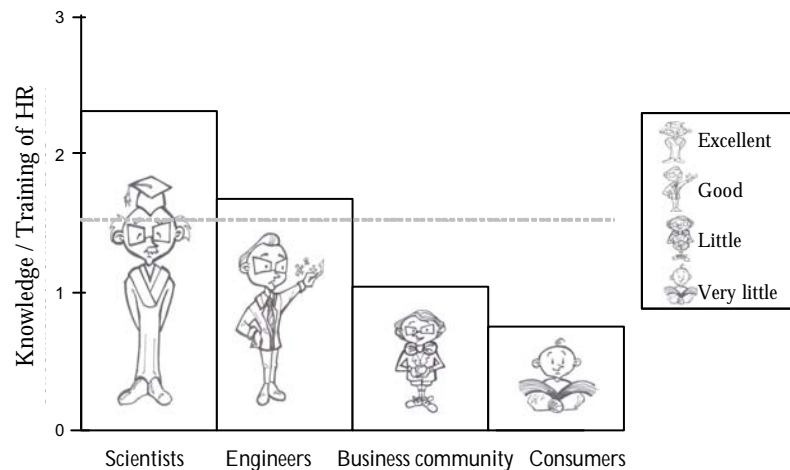 3
2
1
0
Knowledge / Training of HR
Scientists Engineers Business community Consumers
Excellent
Good
Little
Very little